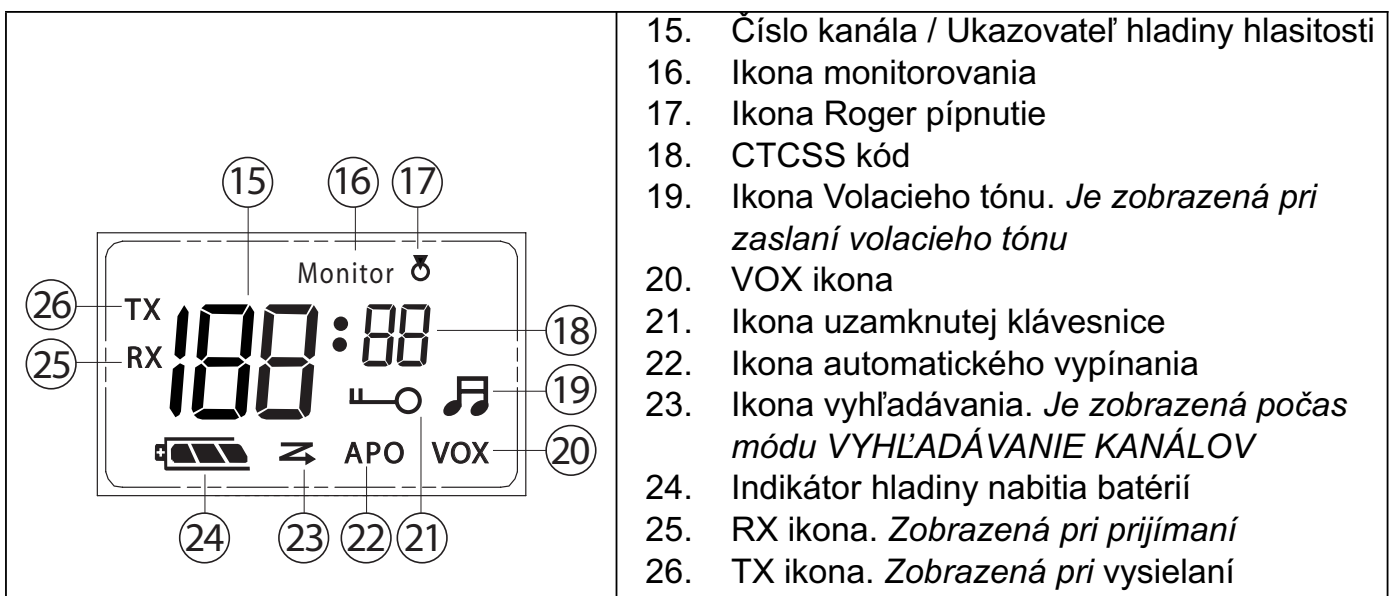 15 16 17
Monitor
26 TX 188:88 18
25 RX
19
APO VOX 20
24 23 22 21
15. Číslo kanála / Ukazovateľ hladiny hlasitosti
16. Ikona monitorovania
17. Ikona Roger pípnutie
18. CTCSS kód
19. Ikona Volacieho tónu. Je zobrazená pri
zaslaní volacieho tónu
20. VOX ikona
21. Ikona uzamknutej klávesnice
22. Ikona automatického vypínania
23. Ikona vyhľadávania. Je zobrazená počas
módu VYHĽADÁVANIE KANÁLOV
24. Indikátor hladiny nabitia batérií
25. RX ikona. Zobrazená pri prijímaní
26. TX ikona. Zobrazená pri vysielaní